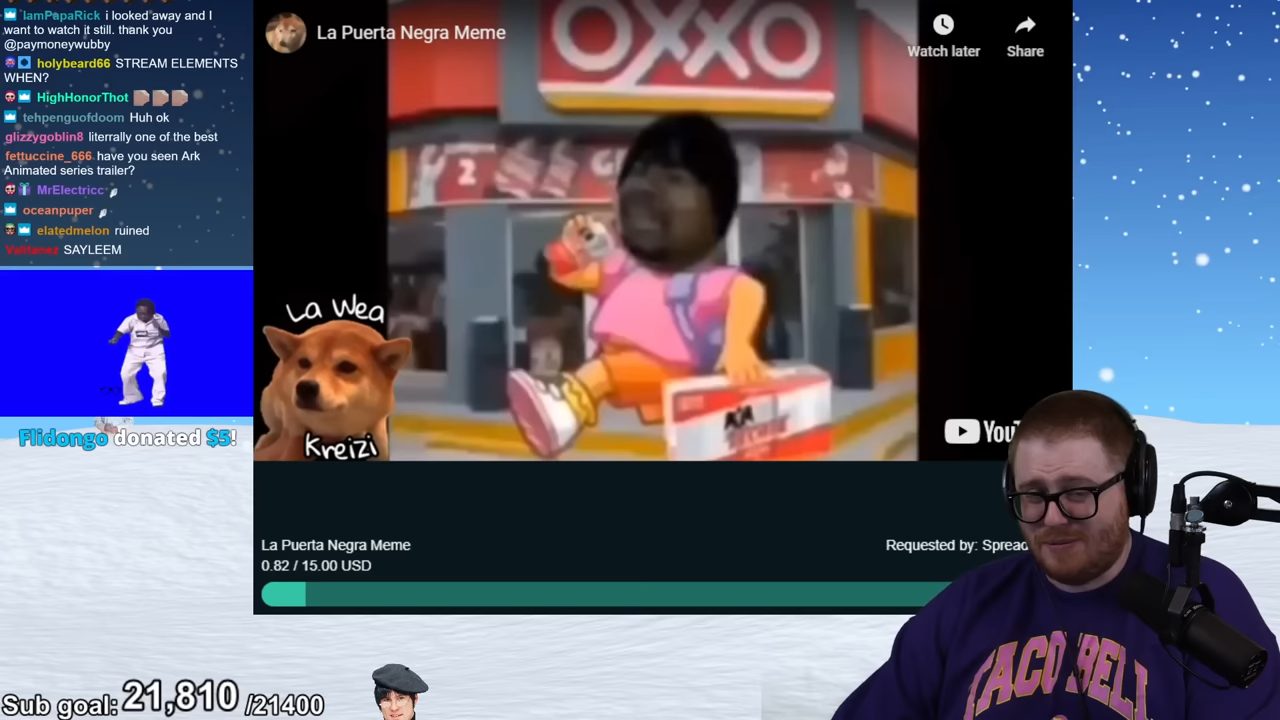 IamPapaRick i looked away and I
want to watch it still. thank you
@paymoneywubby
holybeard66 STREAM ELEMENTS
WHEN?
HighHonorThot
tehpenguofdoom Huh ok
glizzygoblin8 literally one of the best
fettuccine_666 have you seen Ark
Animated series trailer?
MrElectricc
oceanpuper
elatedmelon ruined
SAYLEEM
Flidongo donated $5!
La Puerta Negra Meme
Watch later
Share
OXXO
2
La Wea
Kreizi
YouT
La Puerta Negra Meme
Requested by: Spread
0.82 / 15.00 USD
TACO BELL
Sub goal: 21,810 /21400